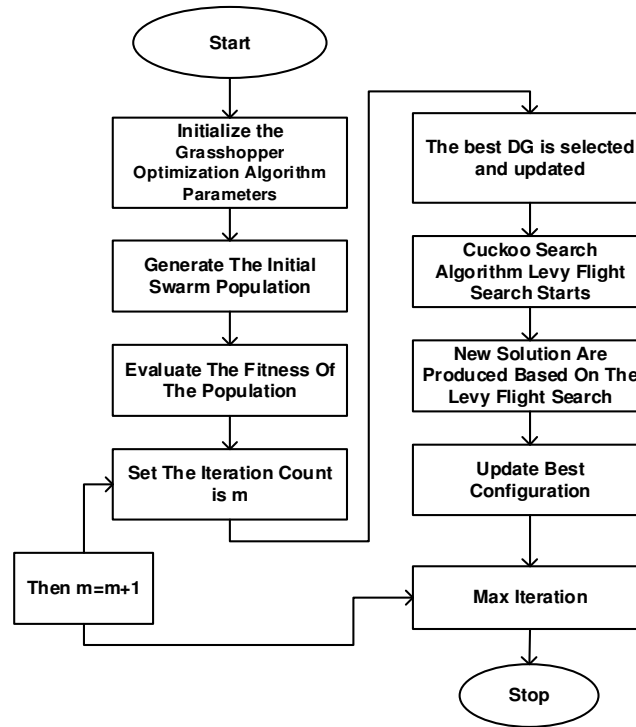 Start
Initialize the
Grasshopper
Optimization Algorithm
Parameters
Generate The Initial
Swarm Population
Evaluate The Fitness Of
The Population
Set The Iteration Count
is m
Then m=m+1
The best DG is selected
and updated
Cuckoo Search
Algorithm Levy Flight
Search Starts
New Solution Are
Produced Based On The
Levy Flight Search
Update Best
Configuration
Max Iteration
Stop